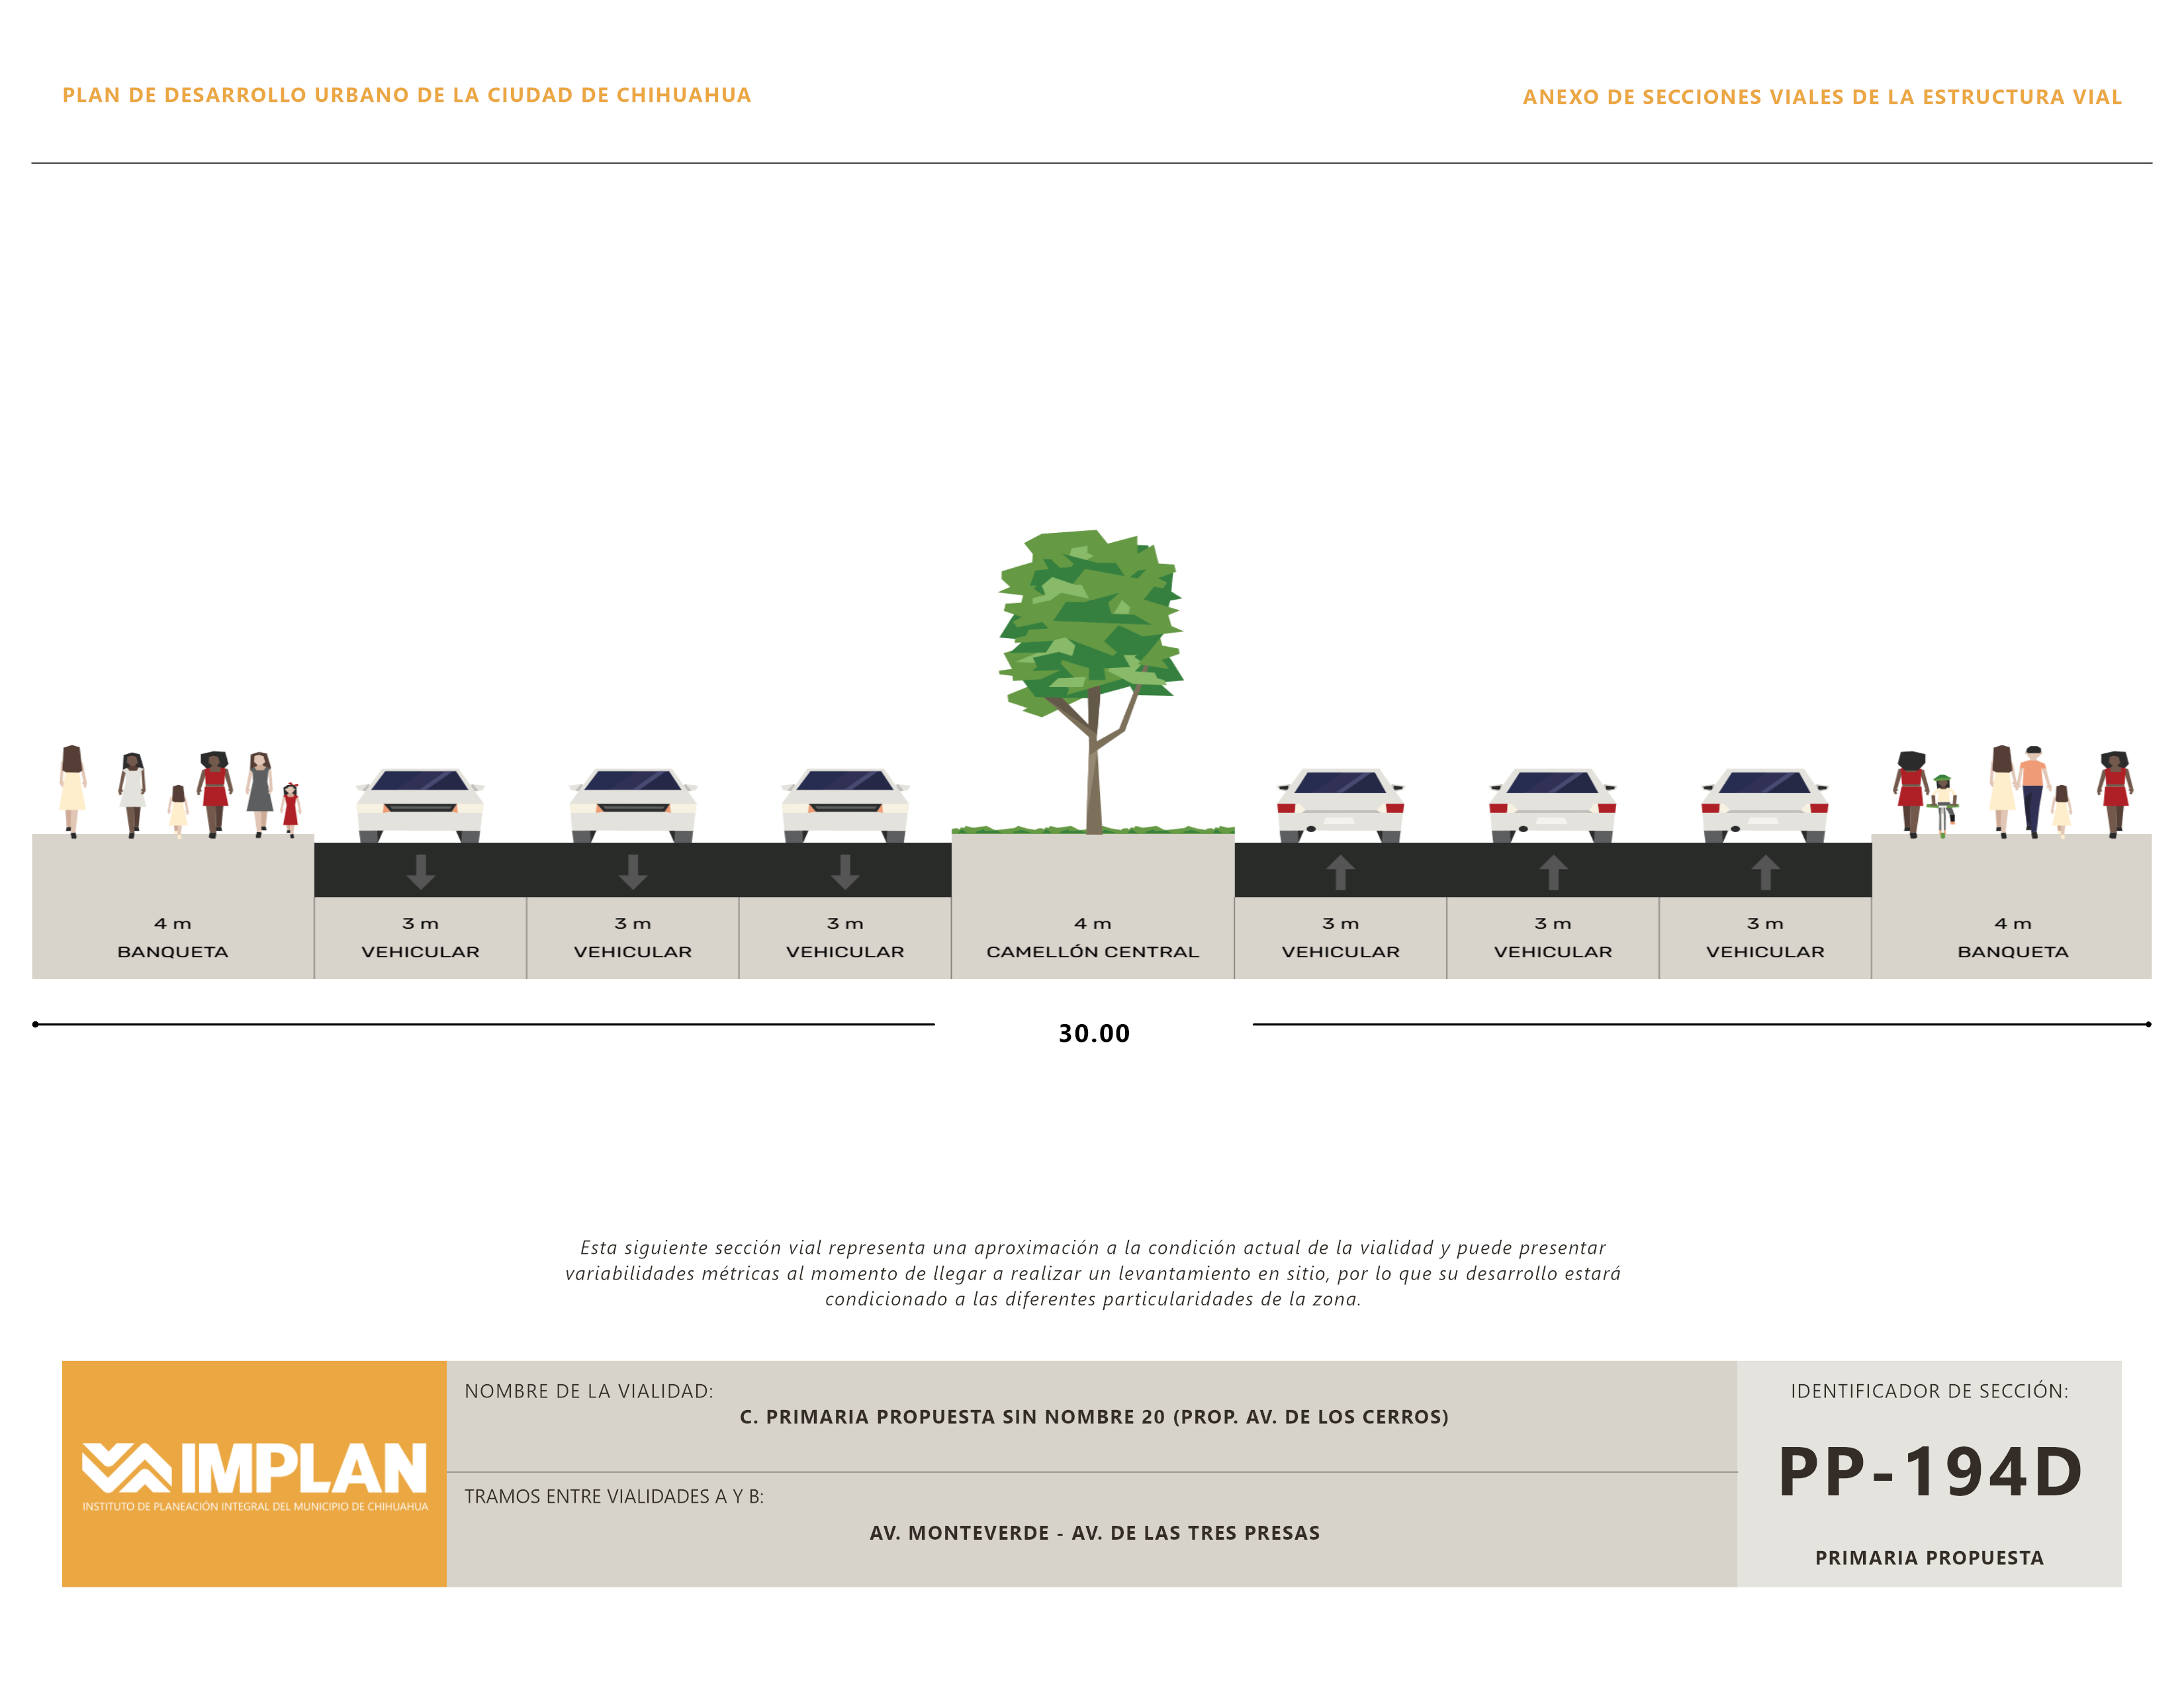 PLAN DE DESARROLLO URBANO DE LA CIUDAD DE CHIHUAHUA
ANEXO DE SECCIONES VIALES DE LA ESTRUCTURA VIAL
4 m
BANQUETA
3 m
VEHICULAR
3 m
VEHICULAR
3 m
VEHICULAR
4 m
CAMELLÓN CENTRAL
3 m
VEHICULAR
3 m
VEHICULAR
3 m
VEHICULAR
4 m
BANQUETA
30.00
Esta siguiente sección vial representa una aproximación a la condición actual de la vialidad y puede presentar
variabilidades métricas al momento de llegar a realizar un levantamiento en sitio, por lo que su desarrollo estará
condicionado a las diferentes particularidades de la zona.
IMPLAN
INSTITUTO DE PLANEACIÓN INTEGRAL DEL MUNICIPIO DE CHIHUAHUA
NOMBRE DE LA VIALIDAD:
C. PRIMARIA PROPUESTA SIN NOMBRE 20 (PROP. AV. DE LOS CERROS)
TRAMOS ENTRE VIALIDADES A Y B:
AV. MONTEVERDE - AV. DE LAS TRES PRESAS
IDENTIFICADOR DE SECCIÓN:
PP-194D
PRIMARIA PROPUESTA